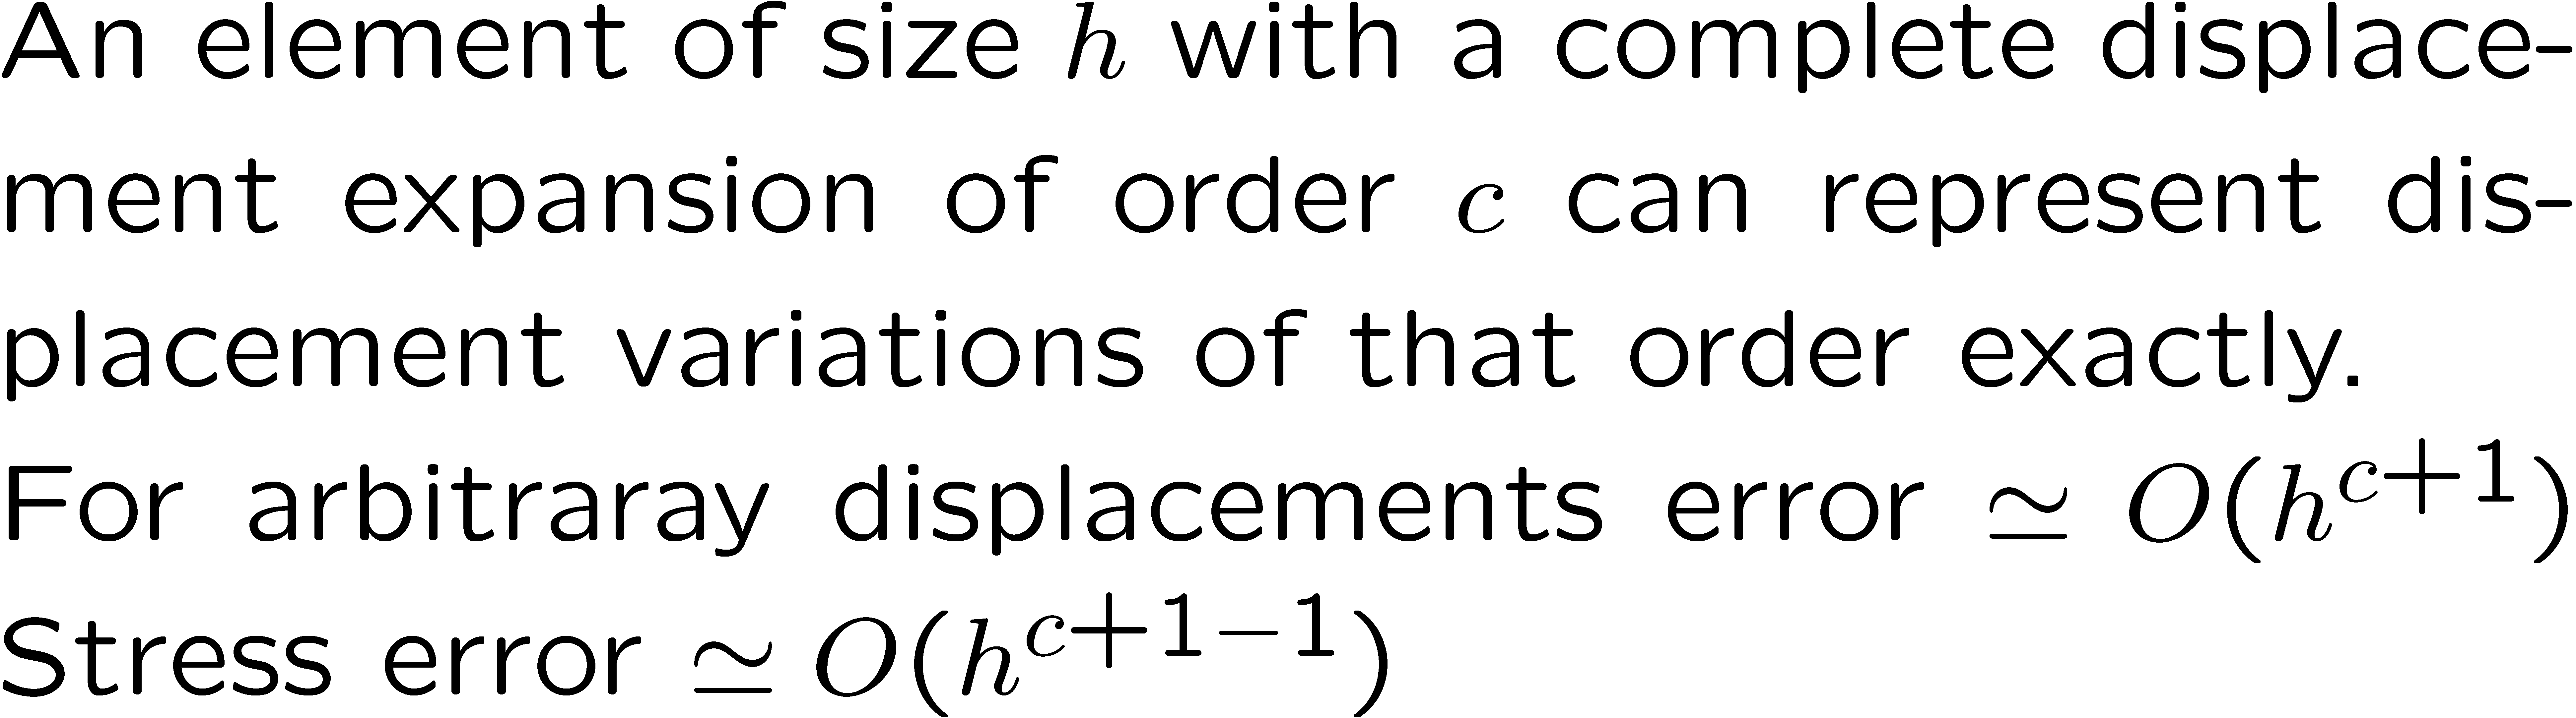 An element of size h with a complete displace-
ment expansion of order c can represent dis-
placement variations of that order exactly.
For arbitraray displacements error ≃ O(h^{c+1})
Stress error ≃ O(h^{c+1−1})